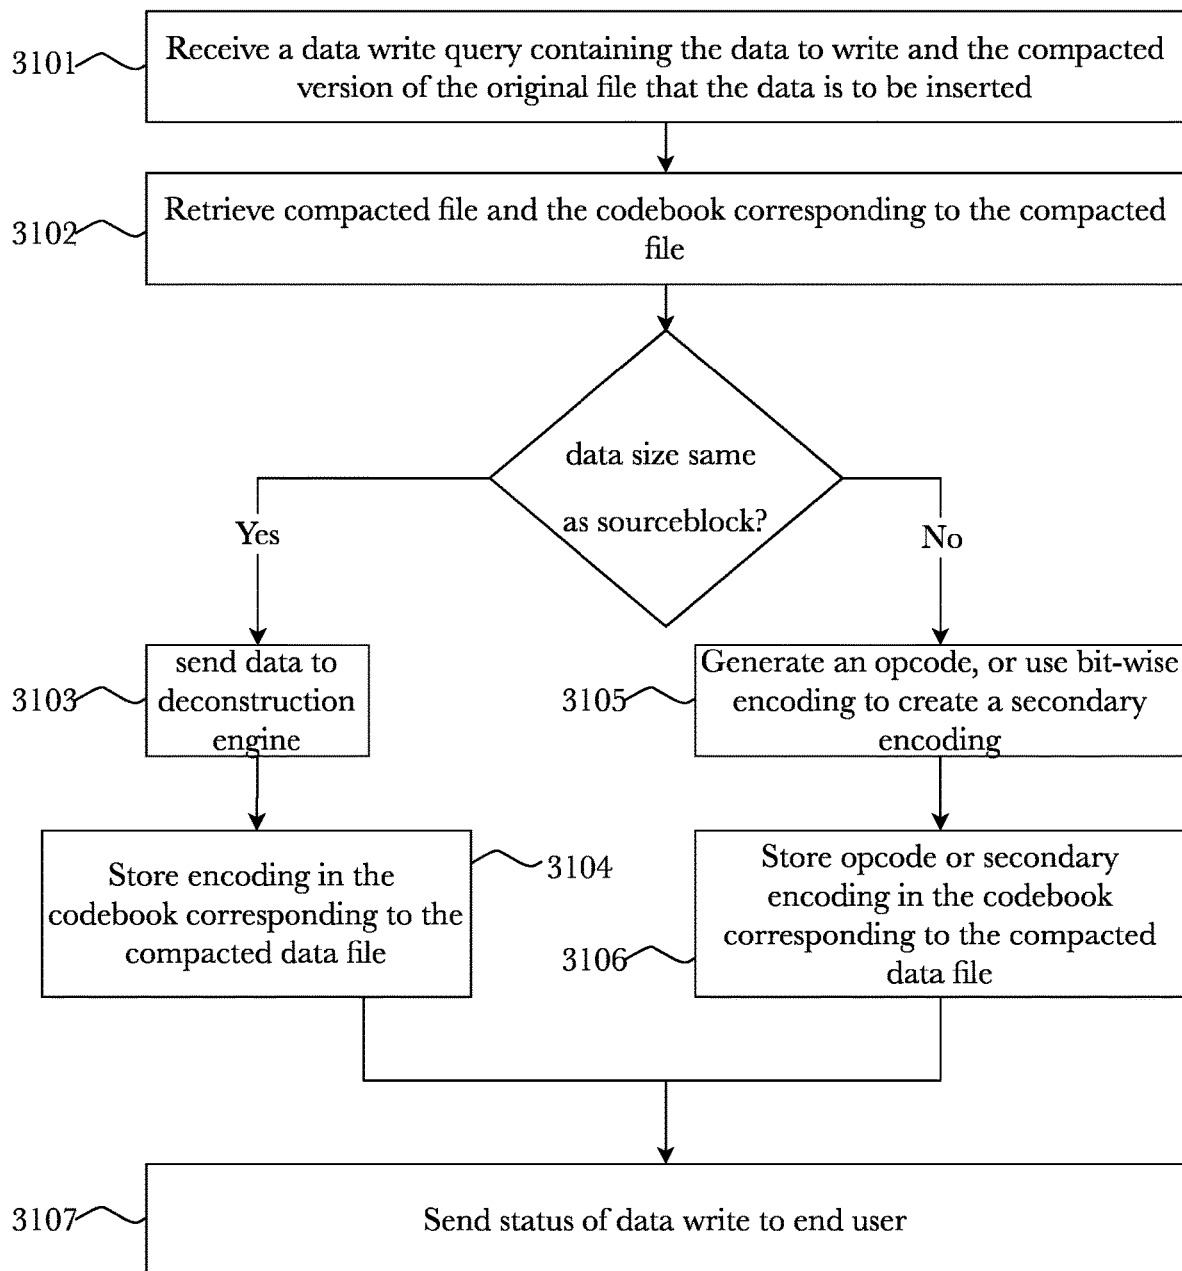 3101
Receive a data write query containing the data to write and the compacted
version of the original file that the data is to be inserted
3102
Retrieve compacted file and the codebook corresponding to the compacted
file
data size same
as sourceblock?
Yes
No
3103
send data to
deconstruction
engine
3105
Generate an opcode, or use bit-wise
encoding to create a secondary
encoding
Store encoding in the
codebook corresponding to the
compacted data file
3104
3106
Store opcode or secondary
encoding in the codebook
corresponding to the compacted
data file
3107
Send status of data write to end user